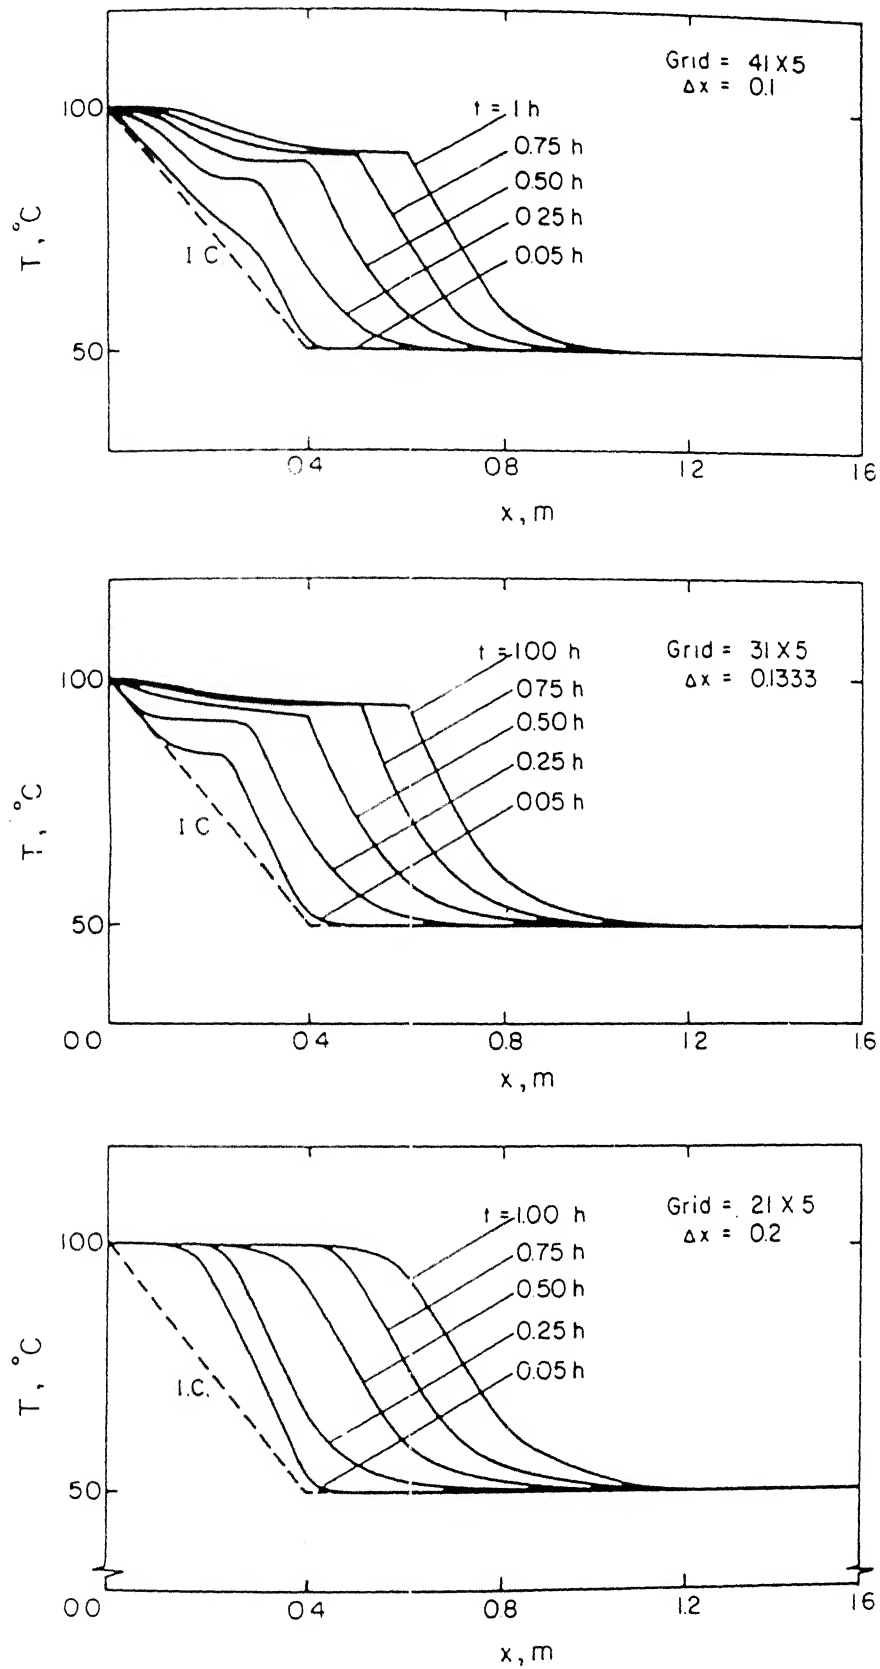 Grid = 41 X 5
Δx = 0.1
t = 1 h
0.75 h
0.50 h
0 25 h
0.05 h
100
50
T, °C
I C
0.4 0.8 1.2 1.6
x, m
Grid = 31 X 5
Δx = 0.1333
t = 1.00 h
0.75 h
0.50 h
0.25 h
0.05 h
100
50
T, °C
I C
0.0 0.4 0.8 1.2 1.6
x, m
Grid = 21 X 5
Δx = 0.2
t = 1.00 h
0.75 h
0.50 h
0.25 h
0.05 h
100
50
T, °C
I.C.
0.0 0.4 0.8 1.2 1.6
x, m